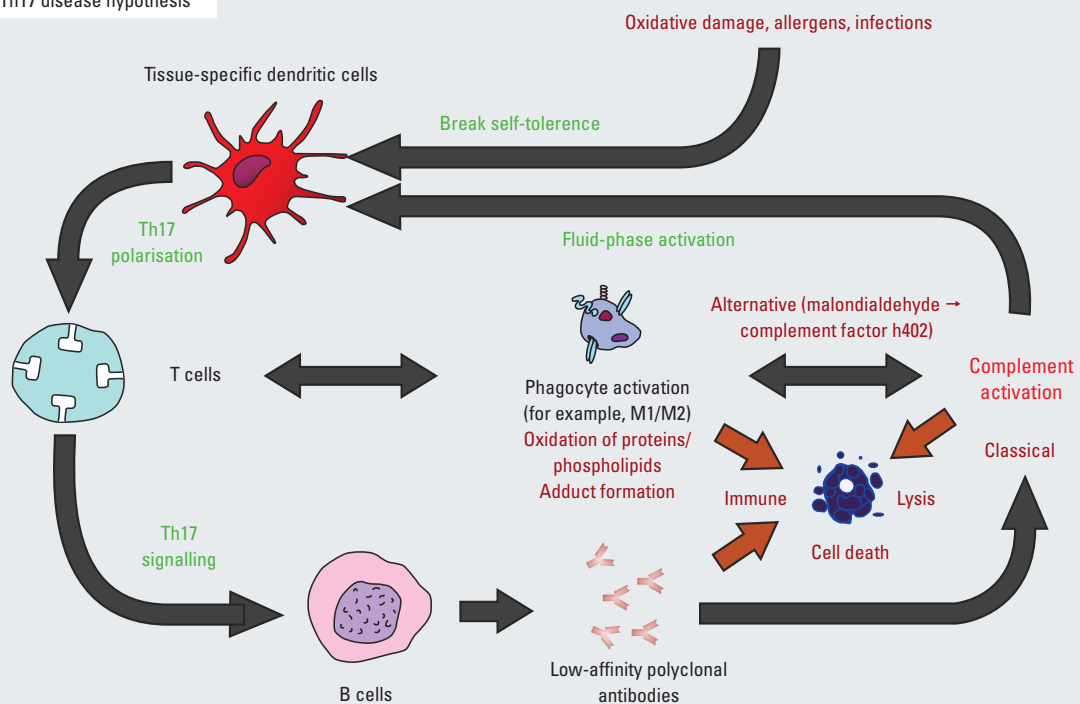 Th17 disease hypothesis
Oxidative damage, allergens, infections
Tissue-specific dendritic cells
Break self-tolerence
Th17
polarisation
Fluid-phase activation
Alternative (malondialdehyde →
complement factor h402)
T cells
Phagocyte activation
(for example, M1/M2)
Oxidation of proteins/
phospholipids
Adduct formation
Complement
activation
Classical
Immune
Lysis
Cell death
Th17
signalling
B cells
Low-affinity polyclonal
antibodies